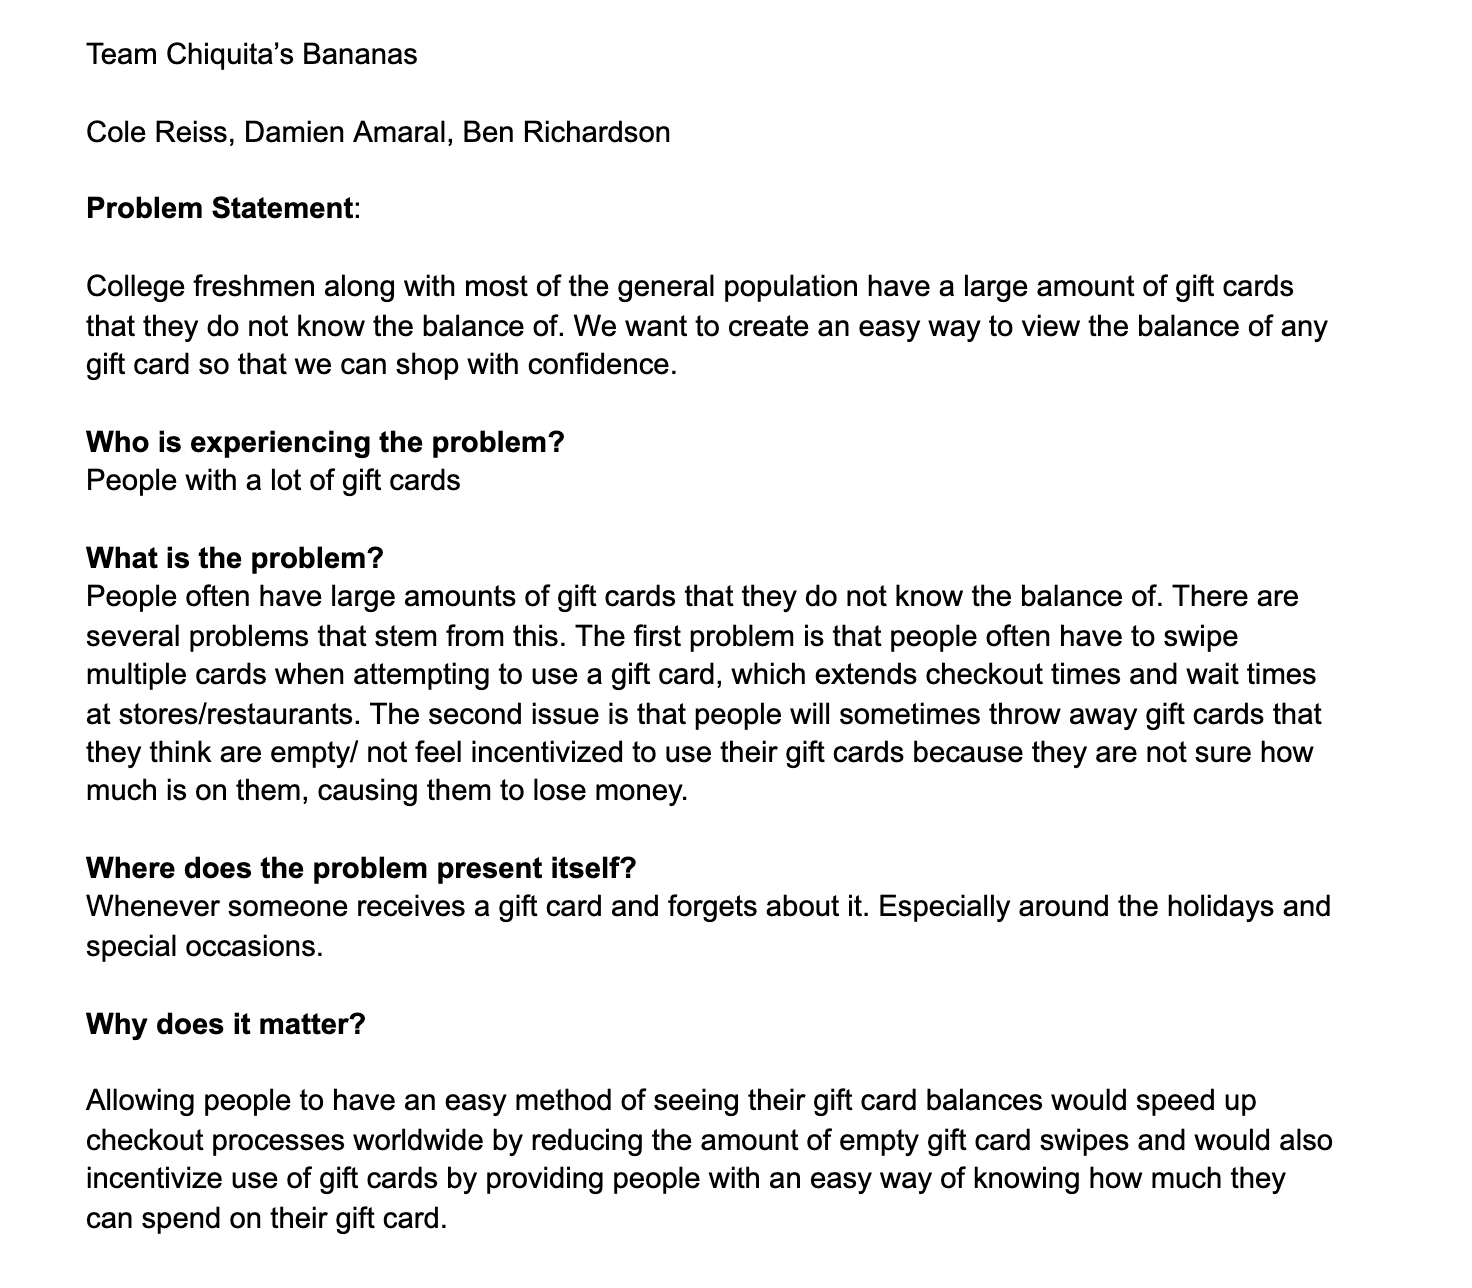 Team Chiquita’s Bananas
Cole Reiss, Damien Amaral, Ben Richardson
Problem Statement:
College freshmen along with most of the general population have a large amount of gift cards
that they do not know the balance of. We want to create an easy way to view the balance of any
gift card so that we can shop with confidence.
Who is experiencing the problem?
People with a lot of gift cards
What is the problem?
People often have large amounts of gift cards that they do not know the balance of. There are
several problems that stem from this. The first problem is that people often have to swipe
multiple cards when attempting to use a gift card, which extends checkout times and wait times
at stores/restaurants. The second issue is that people will sometimes throw away gift cards that
they think are empty/ not feel incentivized to use their gift cards because they are not sure how
much is on them, causing them to lose money.
Where does the problem present itself?
Whenever someone receives a gift card and forgets about it. Especially around the holidays and
special occasions.
Why does it matter?
Allowing people to have an easy method of seeing their gift card balances would speed up
checkout processes worldwide by reducing the amount of empty gift card swipes and would also
incentivize use of gift cards by providing people with an easy way of knowing how much they
can spend on their gift card.